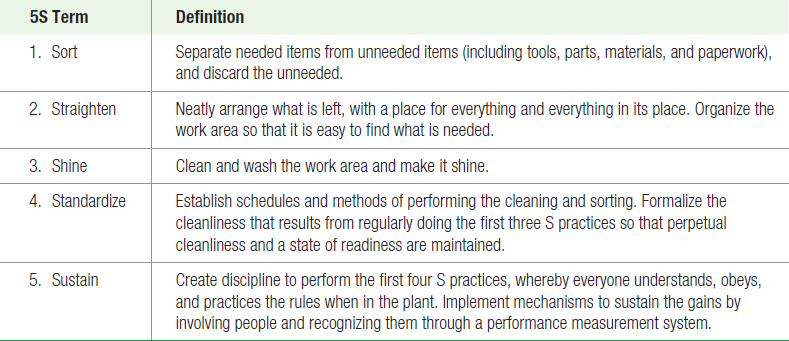 5S Term Definition
1. Sort Separate needed items from unneeded items (including tools, parts, materials, and paperwork),
and discard the unneeded.
2. Straighten Neatly arrange what is left, with a place for everything and everything in its place. Organize the
work area so that it is easy to find what is needed.
3. Shine Clean and wash the work area and make it shine.
4. Standardize Establish schedules and methods of performing the cleaning and sorting. Formalize the
cleanliness that results from regularly doing the first three S practices so that perpetual
cleanliness and a state of readiness are maintained.
5. Sustain Create discipline to perform the first four S practices, whereby everyone understands, obeys,
and practices the rules when in the plant. Implement mechanisms to sustain the gains by
involving people and recognizing them through a performance measurement system.